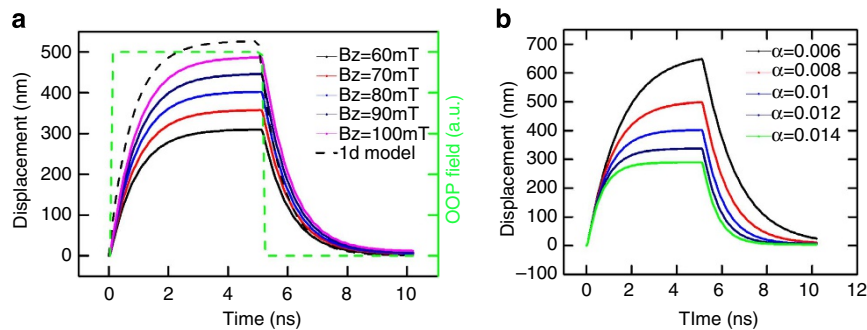 a
500
400
300
200
100
0
Displacement (nm)
0
2
4
6
8
10
Time (ns)
OOP field (a.u.)
Bz=60mT
Bz=70mT
Bz=80mT
Bz=90mT
Bz=100mT
1d model
b
700
600
500
400
300
200
100
0
−100
Displacement (nm)
0
2
4
6
8
10
12
TIme (ns)
α=0.006
α=0.008
α=0.01
α=0.012
α=0.014